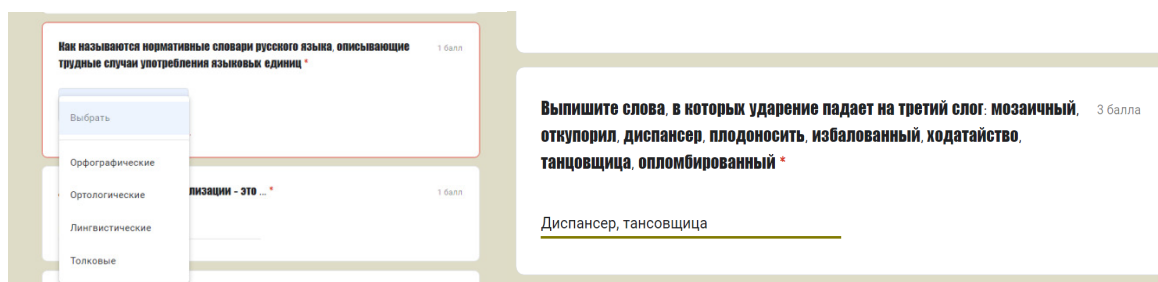 Как называются нормативные словари русского языка, описывающие
трудные случаи употребления языковых единиц *
1 балл
Выбрать
Орфографические
Ортологические
Лингвистические
Толковые
– это ... *
1 балл
Выпишите слова, в которых ударение падает на третий слог: мозаичный,
откупорил, диспансер, плодоносить, избалованный, ходатайство,
танцовщица, опломбированный *
3 балла
Диспансер, тансовщица